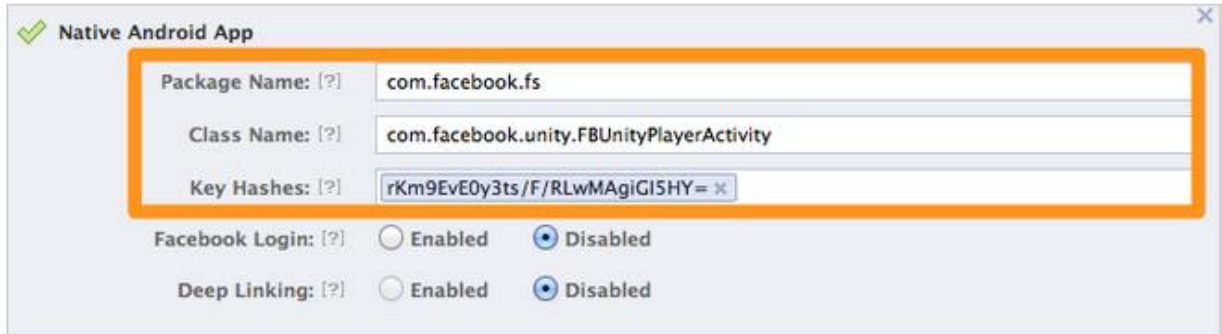 Native Android App
Package Name: [?] com.facebook.fs
Class Name: [?] com.facebook.unity.FBUnityPlayerActivity
Key Hashes: [?] rKm9EvE0y3ts/F/RLwMAgiGI5HY= ×
Facebook Login: [?] Enabled Disabled
Deep Linking: [?] Enabled Disabled